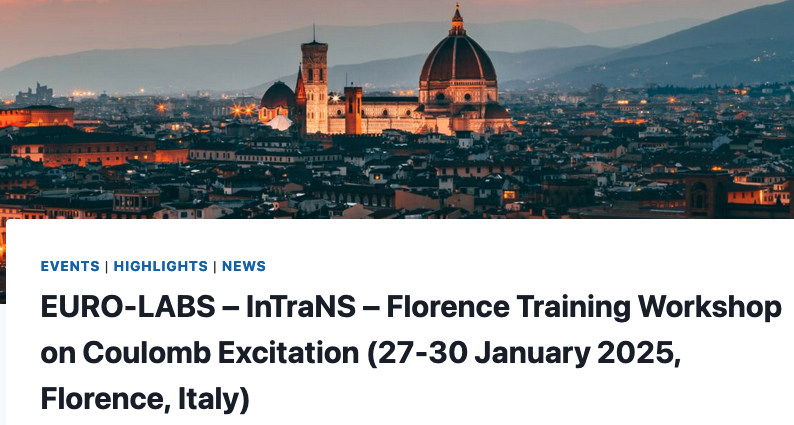 EVENTS | HIGHLIGHTS | NEWS
EURO-LABS – InTraNS – Florence Training Workshop
on Coulomb Excitation (27-30 January 2025,
Florence, Italy)